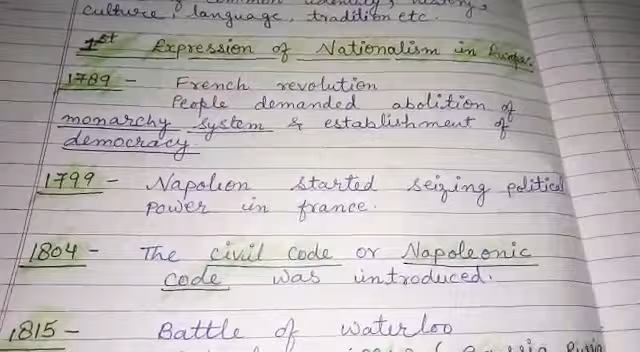 culture, language, tradition etc.
1st Expression of Nationalism in Europe.
1789 - French revolution
People demanded abolition of
monarchy system & establishment of
democracy
1799 - Napoleon started seizing political
power in france.
1804 - The civil code or Napoleonic
code was introduced.
1815 - Battle of Waterloo